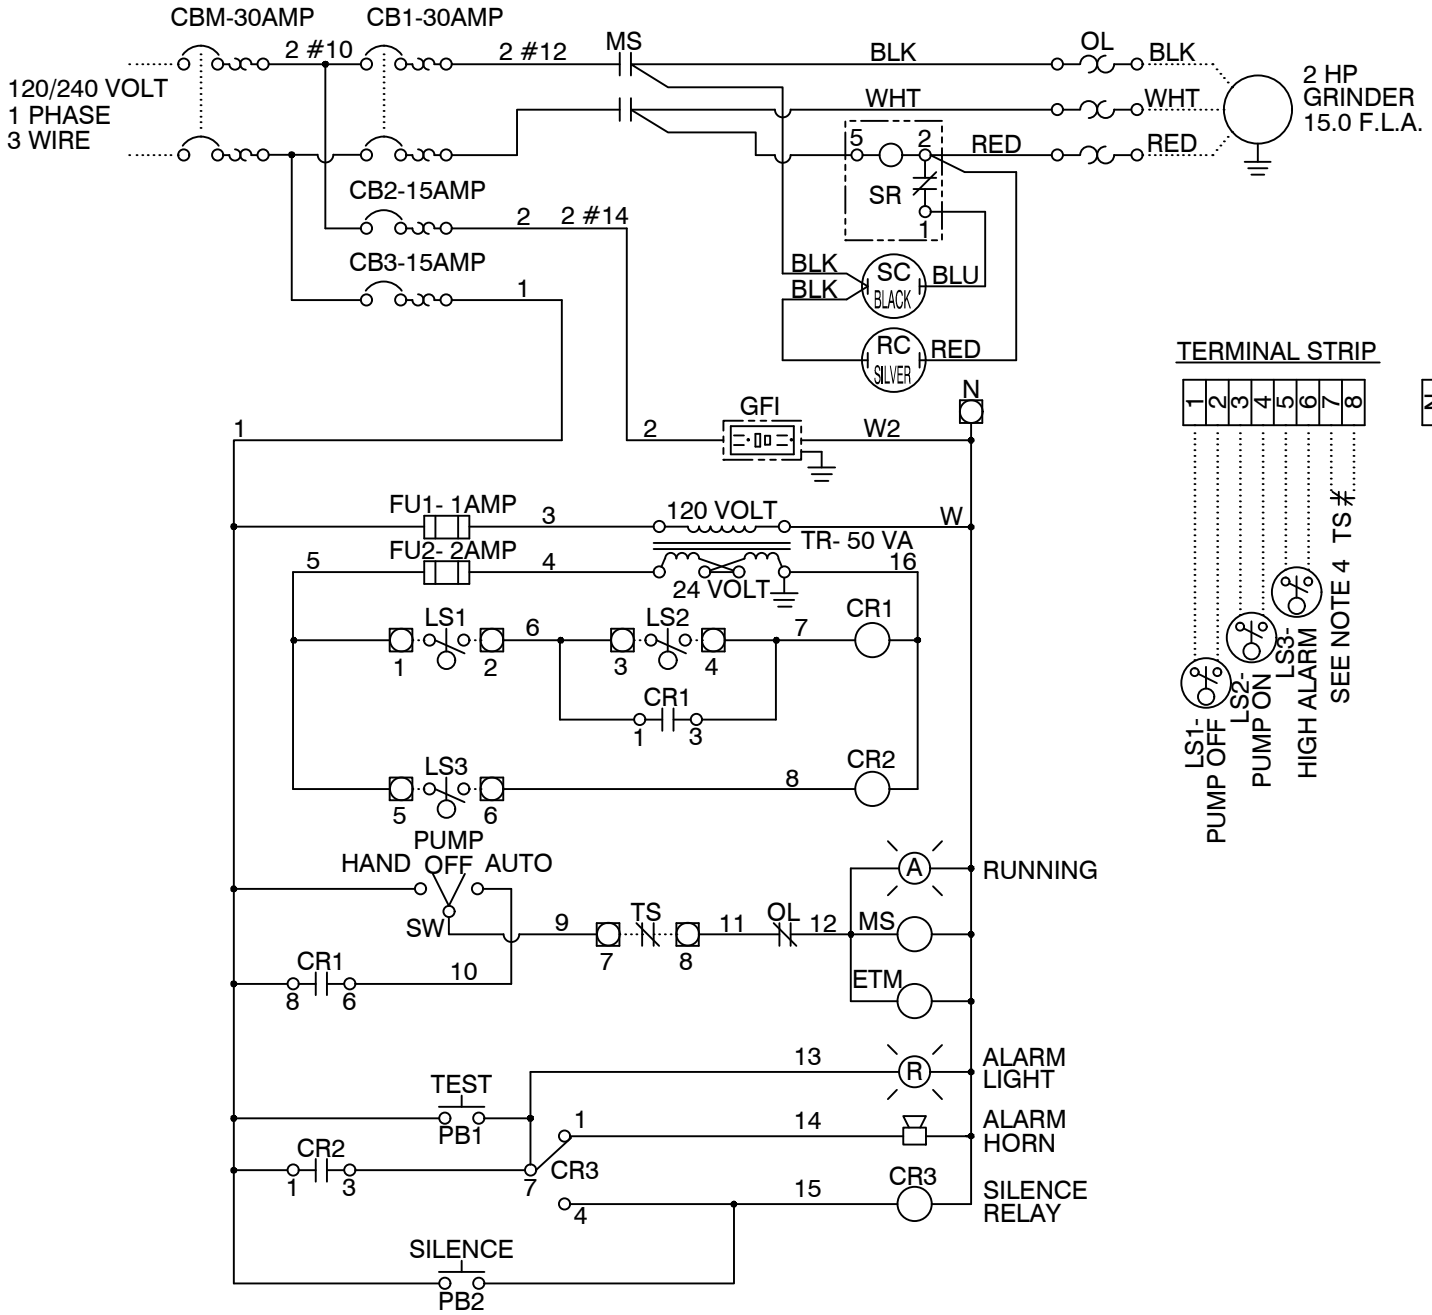 CBM-30AMP
CB1-30AMP
2 #10
2 #12
MS
BLK
OL
BLK
120/240 VOLT
1 PHASE
3 WIRE
WHT
WHT
2 HP
GRINDER
15.0 F.L.A.
5
2
RED
RED
SR
1
CB2-15AMP
2
2 #14
CB3-15AMP
1
BLK
BLK
SC
BLACK
BLU
RC
SILVER
RED
TERMINAL STRIP
1
2
3
4
5
6
7
8
N
N
GFI
1
2
W2
FU1- 1AMP
3
120 VOLT
W
FU2- 2AMP
TR- 50 VA
5
4
24 VOLT
16
LS1
6
LS2
7
CR1
1
2
3
4
CR1
1
3
LS3
8
CR2
5
6
TS
SEE NOTE 4
LS3-
HIGH ALARM
LS2-
PUMP ON
LS1-
PUMP OFF
PUMP
HAND
OFF
AUTO
A
RUNNING
SW
9
TS
11
OL
12
MS
7
8
CR1
10
8
6
ETM
13
R
ALARM
LIGHT
TEST
PB1
1
14
ALARM
HORN
CR2
1
3
7
CR3
4
15
CR3
SILENCE
RELAY
SILENCE
PB2